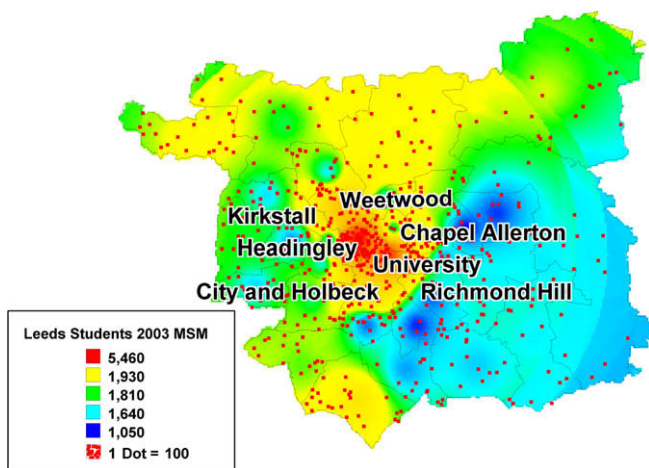 Weetwood
Kirkstall
Chapel Allerton
Headingley
University
City and Holbeck
Richmond Hill
Leeds Students 2003 MSM
5,460
1,930
1,810
1,640
1,050
1 Dot = 100